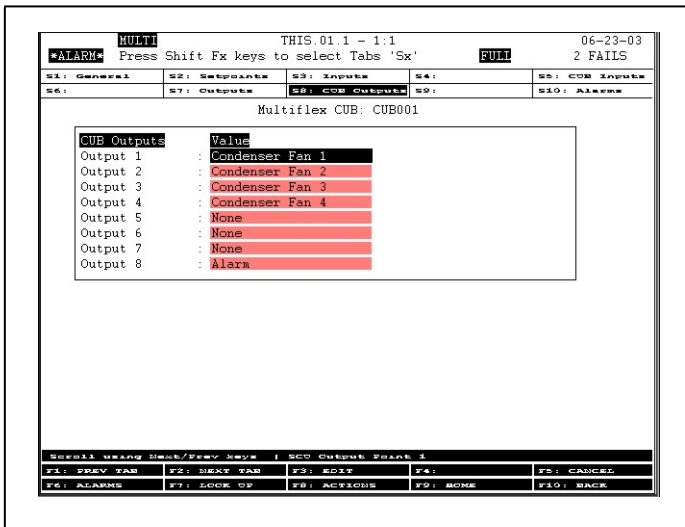 MULTI THIS.01.1 - 1:1 06-23-03
*ALARM* Press Shift Fx keys to select Tabs 'Sx' FULL 2 FAILS
S1: General S2: Setpoints S3: Inputs S4: S5: CUB Inputs
S6: S7: Outputs S8: CUB Outputs S9: S10: Alarms
Multiflex CUB: CUB001
CUB Outputs Value
Output 1 : Condenser Fan 1
Output 2 : Condenser Fan 2
Output 3 : Condenser Fan 3
Output 4 : Condenser Fan 4
Output 5 : None
Output 6 : None
Output 7 : None
Output 8 : Alarm
Scroll using Next/Prev keys | SCU Output Point 1
F1: PREV TAB F2: NEXT TAB F3: EDIT F4: F5: CANCEL
F6: ALARMS F7: LOOK UP F8: ACTIONS F9: HOME F10: BACK